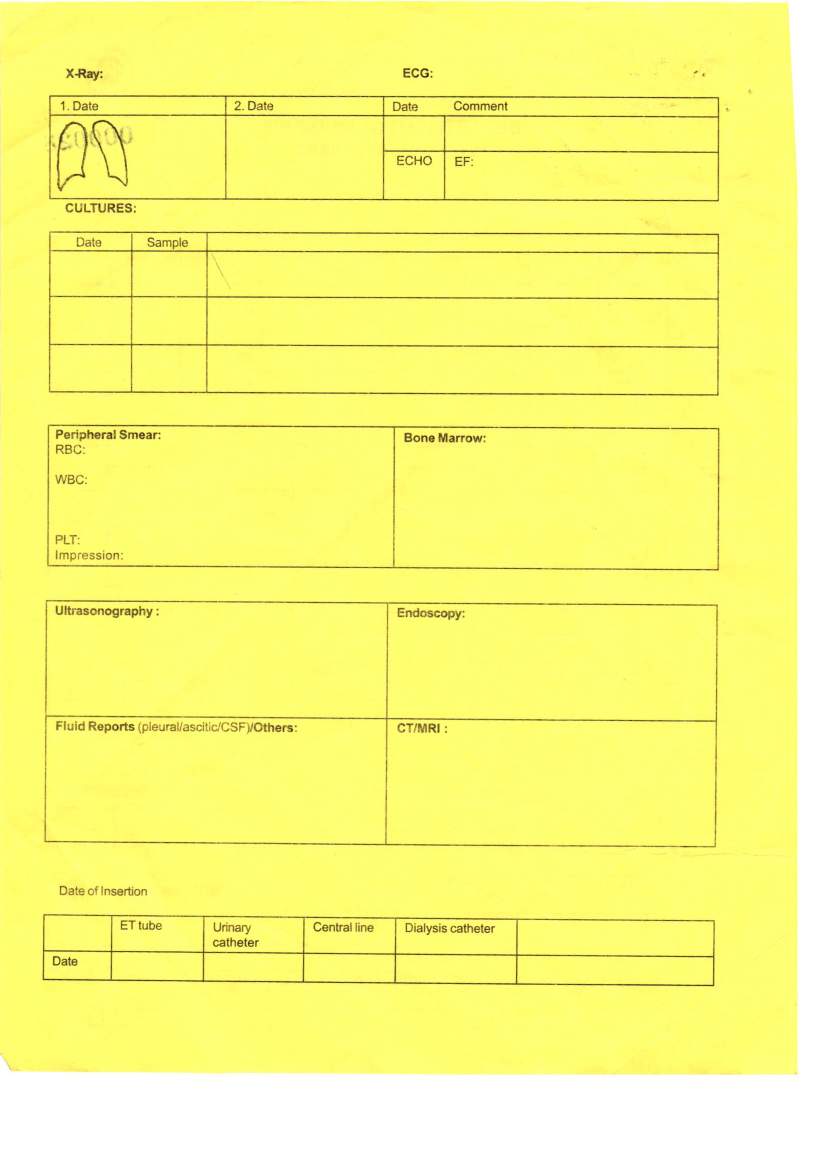 X-Ray:
ECG:
1. Date
2. Date
Date Comment
ECHO EF:
CULTURES:
Date Sample
Peripheral Smear:
RBC:
WBC:
PLT:
Impression:
Bone Marrow:
Ultrasonography :
Endoscopy:
Fluid Reports (pleural/ascitic/CSF)/Others:
CT/MRI :
Date of Insertion
ET tube
Urinary
catheter
Central line
Dialysis catheter
Date